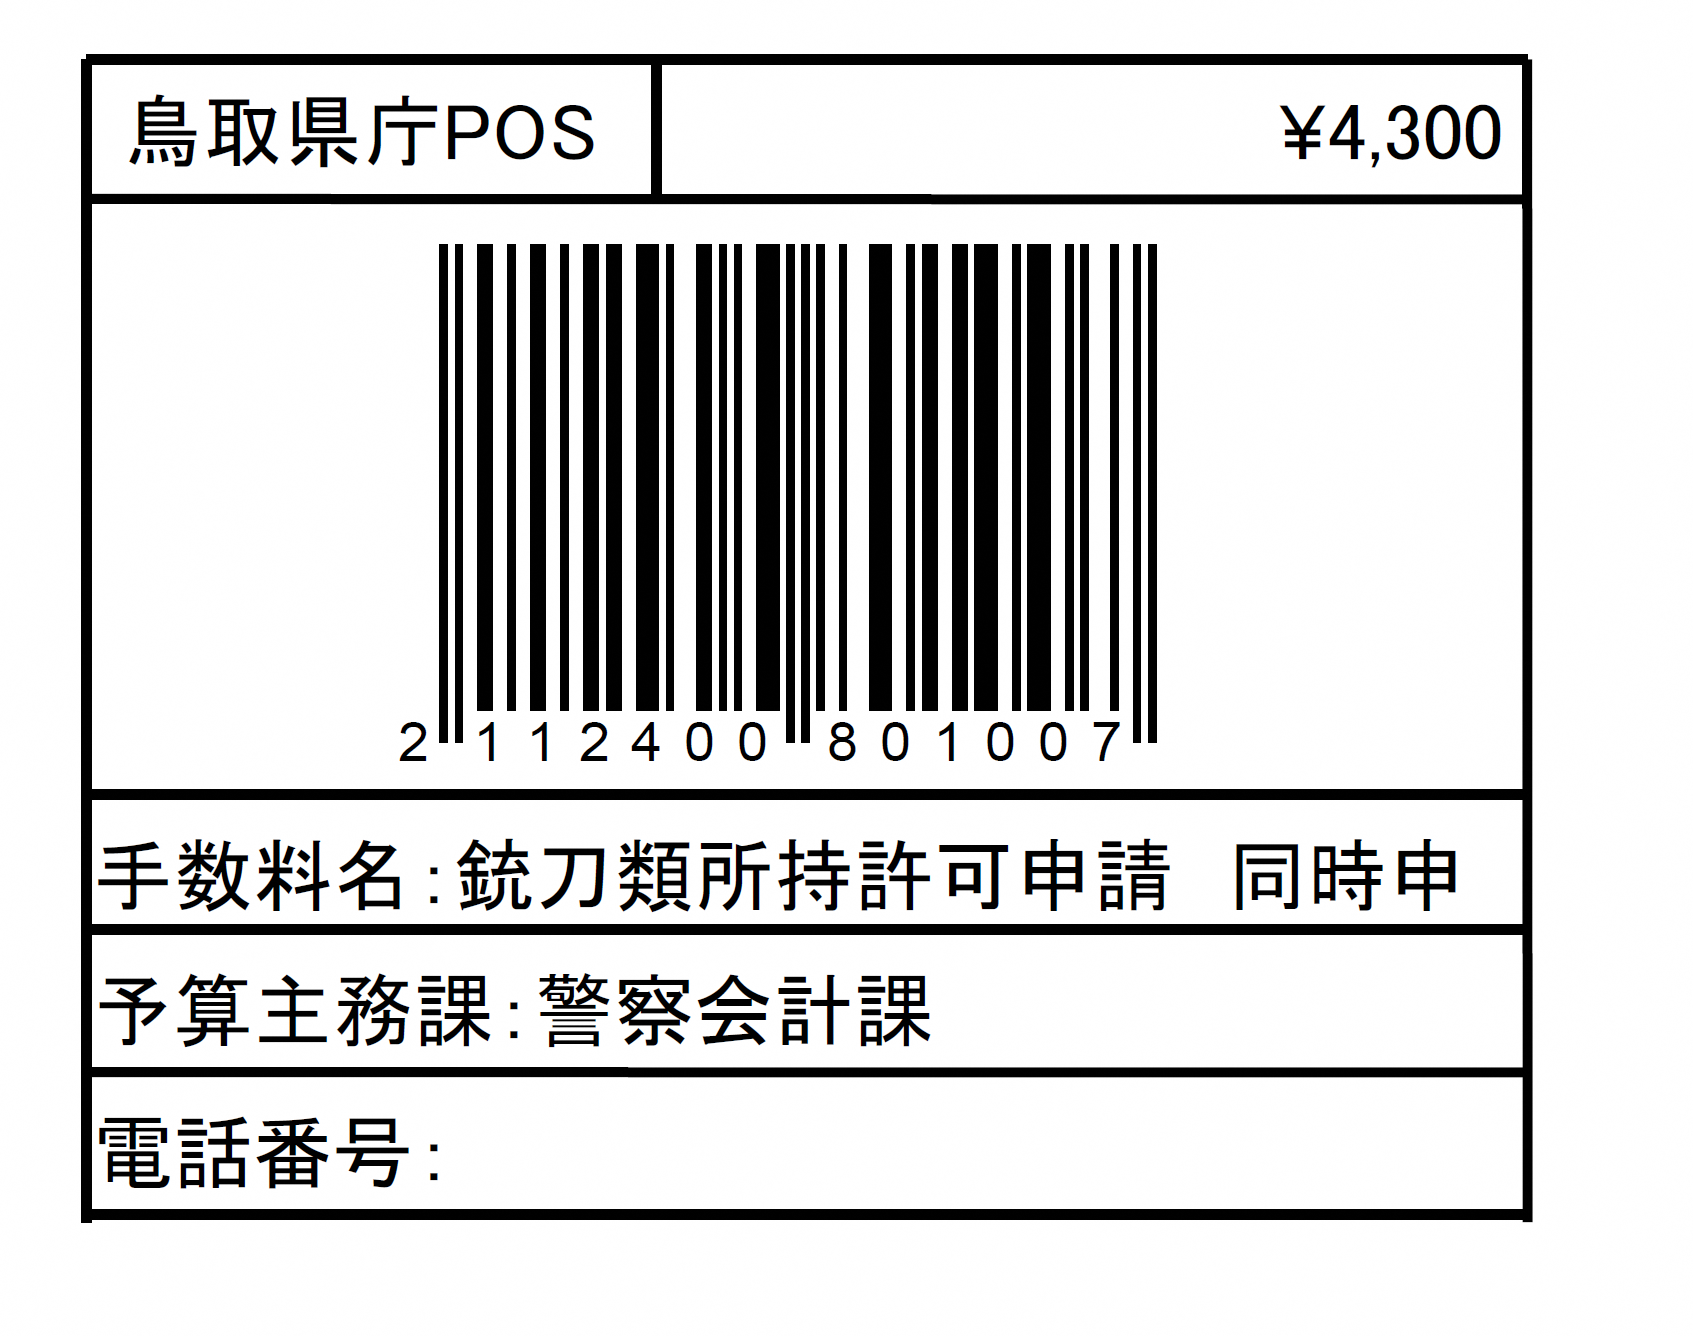 鳥取県庁POS
¥4,300
2 112400 801007
手数料名:銃刀類所持許可申請　同時申
予算主務課:警察会計課
電話番号: